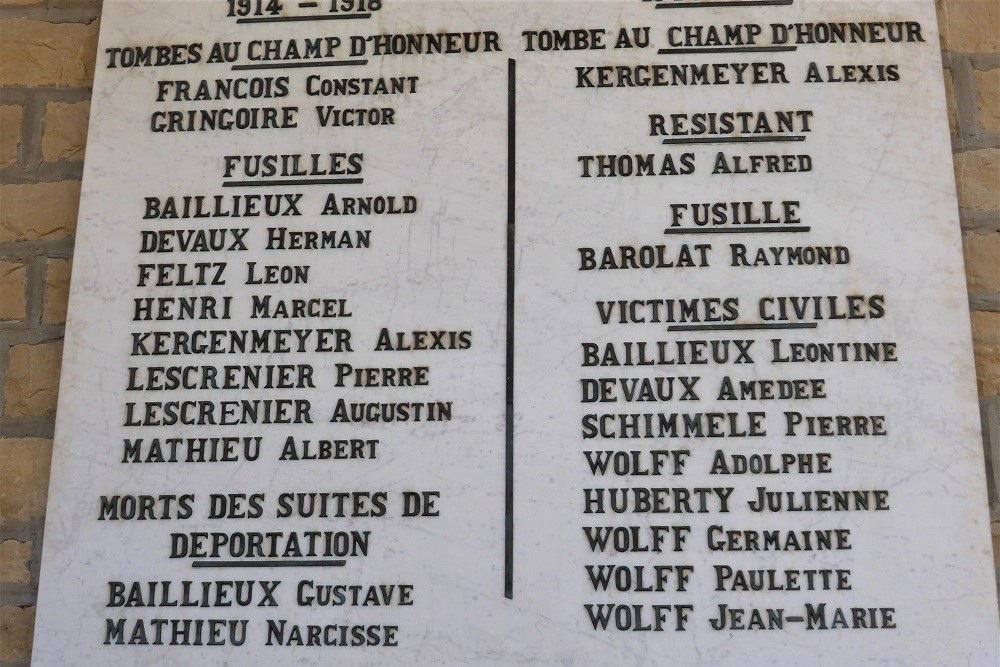 1914 – 1918
TOMBES AU CHAMP D'HONNEUR
FRANCOIS CONSTANT
GRINGOIRE VICTOR
FUSILLES
BAILLIEUX ARNOLD
DEVAUX HERMAN
FELTZ LEON
HENRI MARCEL
KERGENMEYER ALEXIS
LESCRENIER PIERRE
LESCRENIER AUGUSTIN
MATHIEU ALBERT
MORTS DES SUITES DE
DEPORTATION
BAILLIEUX GUSTAVE
MATHIEU NARCISSE
TOMBE AU CHAMP D'HONNEUR
KERGENMEYER ALEXIS
RESISTANT
THOMAS ALFRED
FUSILLE
BAROLAT RAYMOND
VICTIMES CIVILES
BAILLIEUX LEONTINE
DEVAUX AMEDEE
SCHIMMELE PIERRE
WOLFF ADOLPHE
HUBERTY JULIENNE
WOLFF GERMAINE
WOLFF PAULETTE
WOLFF JEAN-MARIE